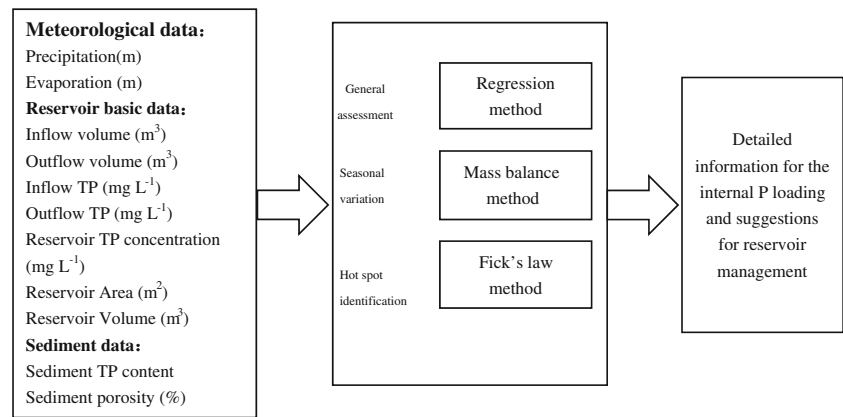 Meteorological data：
Precipitation(m)
Evaporation (m)
Reservoir basic data：
Inflow volume (m³)
Outflow volume (m³)
Inflow TP (mg L⁻¹)
Outflow TP (mg L⁻¹)
Reservoir TP concentration
(mg L⁻¹)
Reservoir Area (m²)
Reservoir Volume (m³)
Sediment data：
Sediment TP content
Sediment porosity (%)
General
assessment
Regression
method
Seasonal
variation
Mass balance
method
Hot spot
identification
Fick’s law
method
Detailed
information for the
internal P loading
and suggestions
for reservoir
management